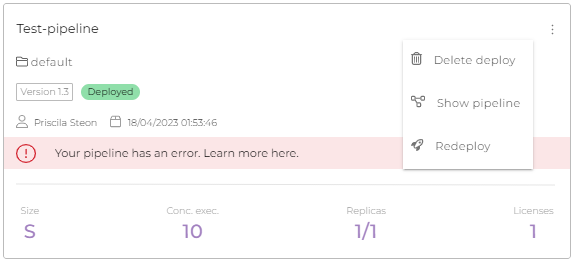 Test-pipeline
default
Version 1.3 Deployed
Priscila Steon 18/04/2023 01:53:46
Delete deploy
Show pipeline
Redeploy
Your pipeline has an error. Learn more here.
Size Conc. exec. Replicas Licenses
S 10 1/1 1